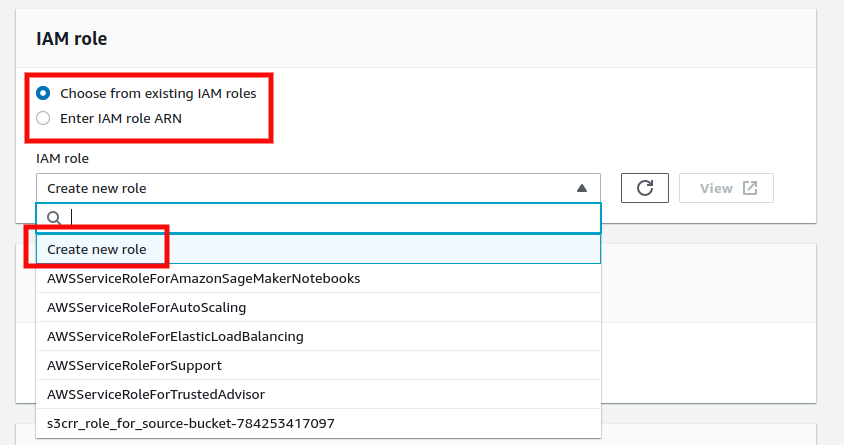 IAM role
Choose from existing IAM roles
Enter IAM role ARN
IAM role
Create new role
View
Create new role
AWSServiceRoleForAmazonSageMakerNotebooks
AWSServiceRoleForAutoScaling
AWSServiceRoleForElasticLoadBalancing
AWSServiceRoleForSupport
AWSServiceRoleForTrustedAdvisor
s3crr_role_for_source-bucket-784253417097